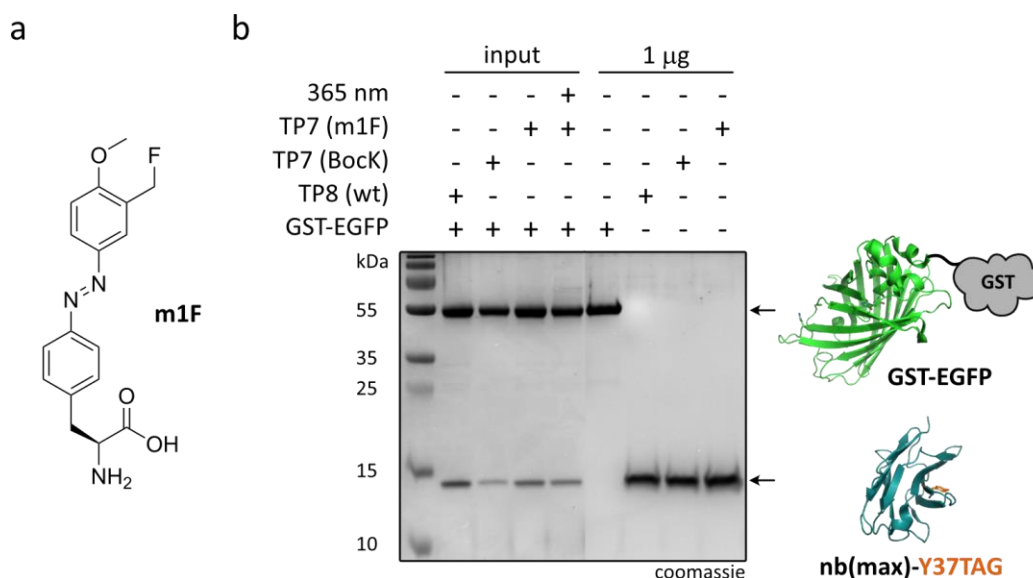 a
b
input
1 μg
365 nm - - - + - - - -
TP7 (m1F) - - + + - - - +
TP7 (BocK) - + - - - - + -
TP8 (wt) + - - - - + - -
GST-EGFP + + + + + - - -
kDa
55
35
25
15
10
coomassie
O
F
N
N
m1F
O
OH
NH2
GST
GST-EGFP
nb(max)-Y37TAG